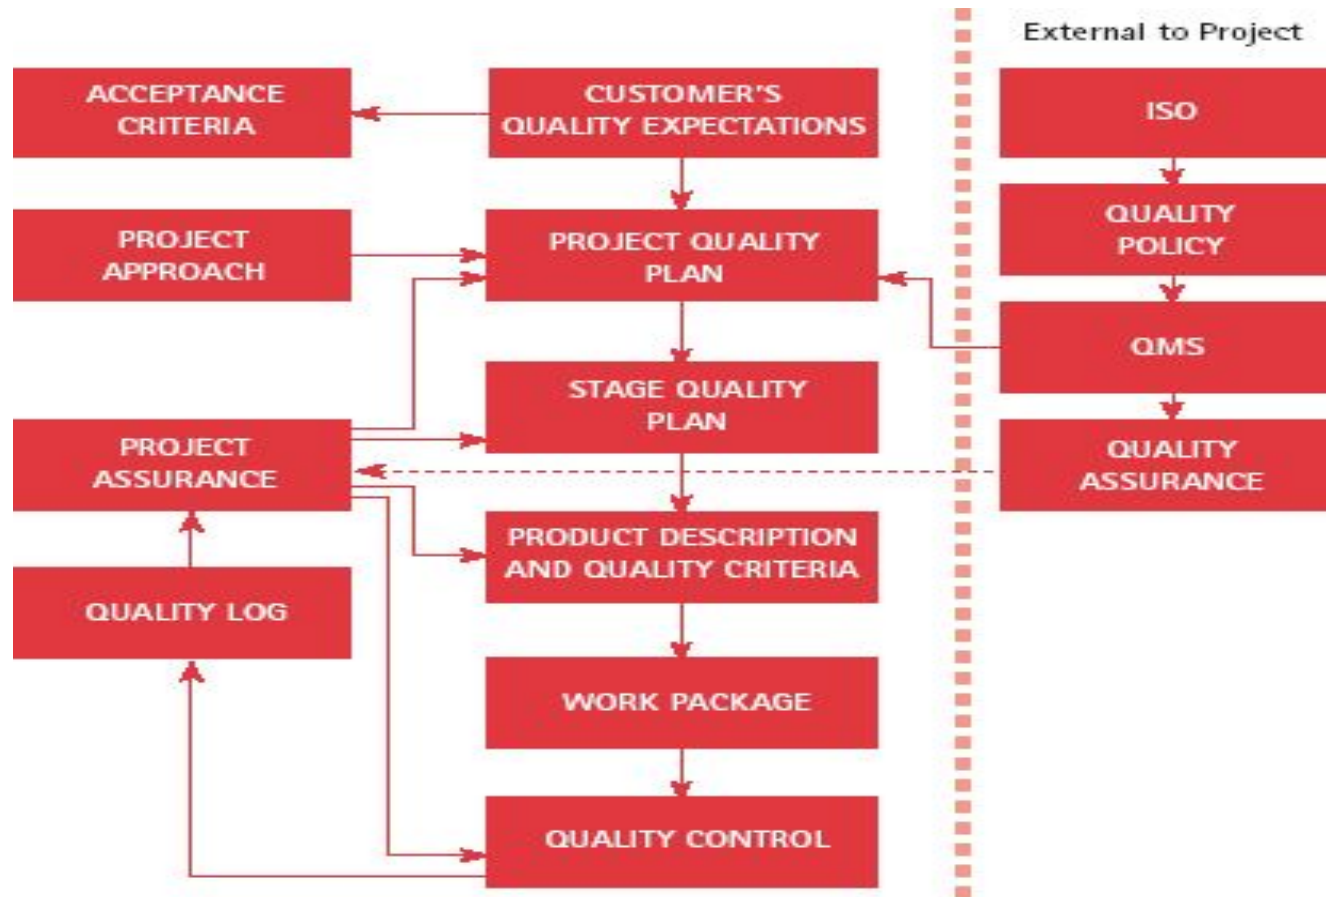 External to Project
ACCEPTANCE
CRITERIA
CUSTOMER'S
QUALITY EXPECTATIONS
ISO
PROJECT
APPROACH
PROJECT QUALITY
PLAN
QUALITY
POLICY
QMS
STAGE QUALITY
PLAN
PROJECT
ASSURANCE
QUALITY
ASSURANCE
PRODUCT DESCRIPTION
AND QUALITY CRITERIA
QUALITY LOG
WORK PACKAGE
QUALITY CONTROL